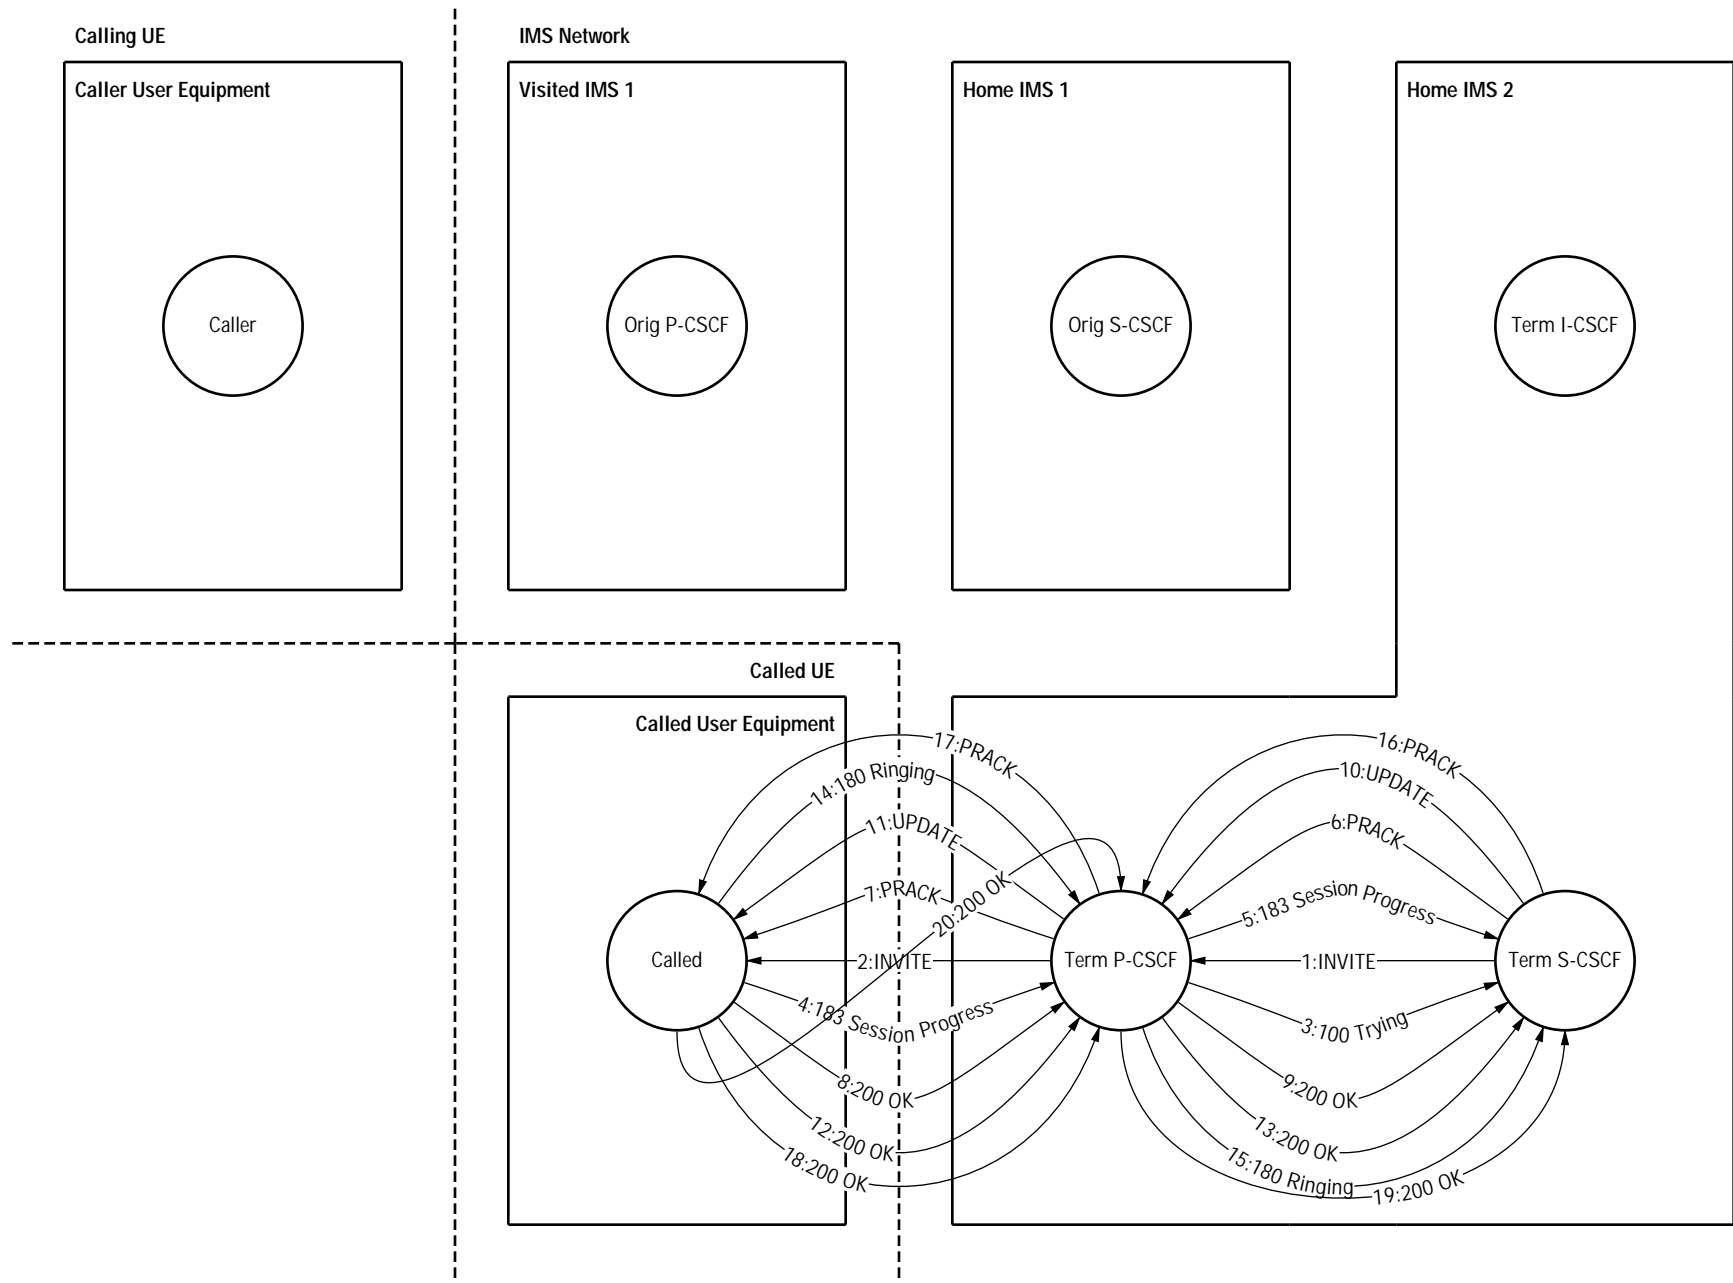 Calling UE
IMS Network
Caller User Equipment
Visited IMS 1
Home IMS 1
Home IMS 2
Caller
Orig P-CSCF
Orig S-CSCF
Term I-CSCF
Called UE
Called User Equipment
17:PRACK
16:PRACK
14:180 Ringing
10:UPDATE
11:UPDATE
6:PRACK
7:PRACK
20:200 OK
5:183 Session Progress
Called
2:INVITE
Term P-CSCF
1:INVITE
Term S-CSCF
4:183 Session Progress
3:100 Trying
8:200 OK
9:200 OK
12:200 OK
13:200 OK
18:200 OK
15:180 Ringing
19:200 OK